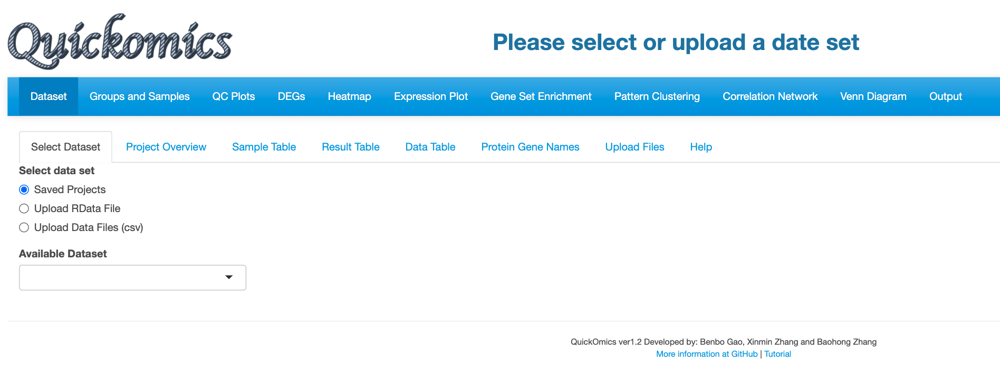 Quickomics
Please select or upload a date set
Dataset Groups and Samples QC Plots DEGs Heatmap Expression Plot Gene Set Enrichment Pattern Clustering Correlation Network Venn Diagram Output
Select Dataset Project Overview Sample Table Result Table Data Table Protein Gene Names Upload Files Help
Select data set
Saved Projects
Upload RData File
Upload Data Files (csv)
Available Dataset
QuickOmics ver1.2 Developed by: Benbo Gao, Xinmin Zhang and Baohong Zhang
More information at GitHub | Tutorial